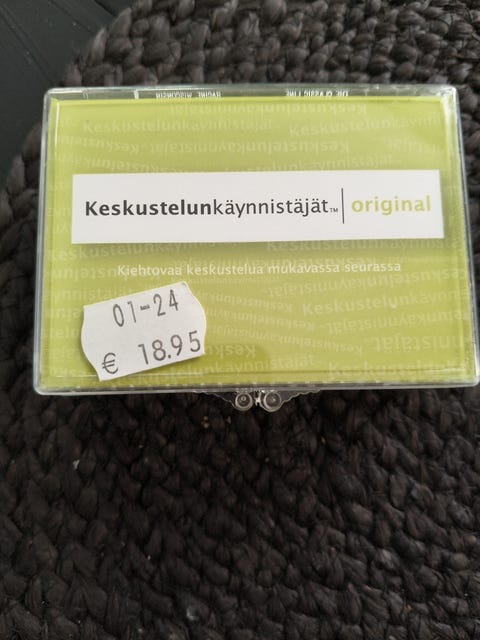 Keskustelunkäynnistäjät™ | original
Kiehtovaa keskustelua mukavassa seurassa
01-24
€ 18.95